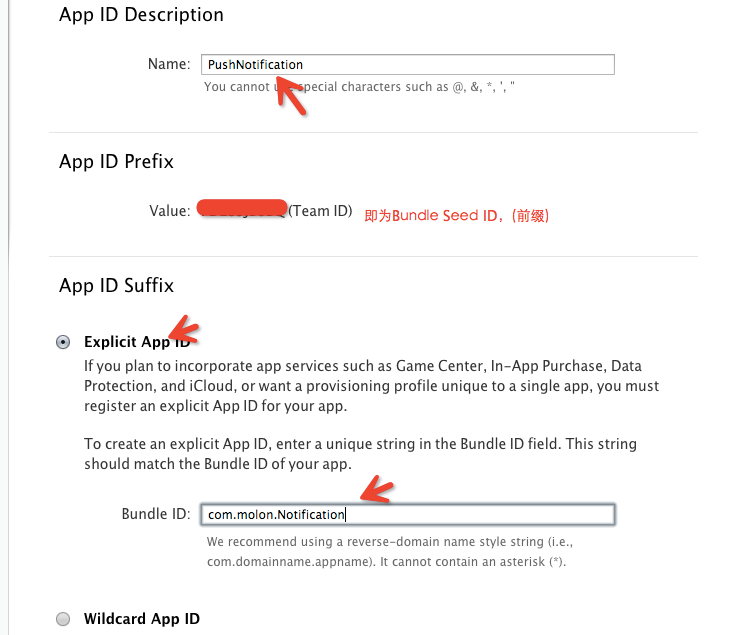 App ID Description
Name: PushNotification
You cannot use special characters such as @, &, *, ', "
App ID Prefix
Value: (Team ID) 即为Bundle Seed ID，(前缀)
App ID Suffix
Explicit App ID
If you plan to incorporate app services such as Game Center, In-App Purchase, Data
Protection, and iCloud, or want a provisioning profile unique to a single app, you must
register an explicit App ID for your app.
To create an explicit App ID, enter a unique string in the Bundle ID field. This string
should match the Bundle ID of your app.
Bundle ID: com.molon.Notification
We recommend using a reverse-domain name style string (i.e.,
com.domainname.appname). It cannot contain an asterisk (*).
Wildcard App ID